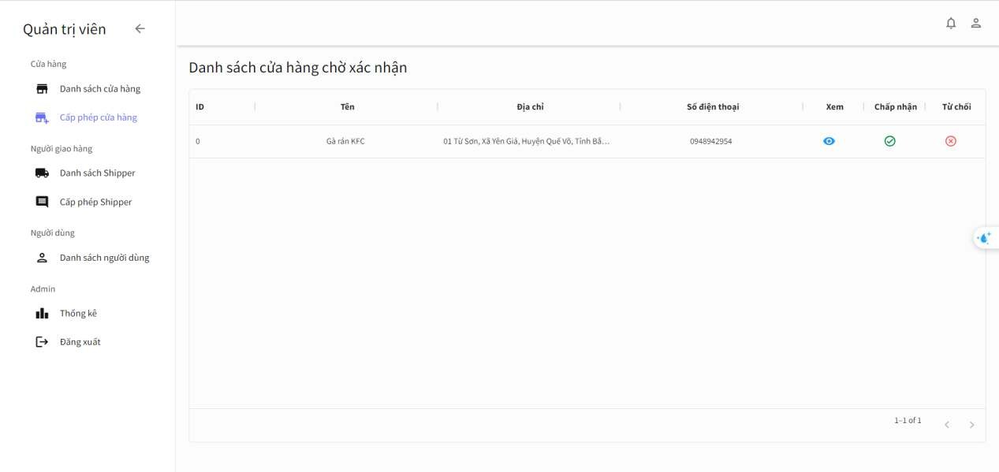 Quản trị viên
Cửa hàng
Danh sách cửa hàng
Cấp phép cửa hàng
Người giao hàng
Danh sách Shipper
Cấp phép Shipper
Người dùng
Danh sách người dùng
Admin
Thống kê
Đăng xuất
Danh sách cửa hàng chờ xác nhận
ID Tên Địa chỉ Số điện thoại Xem Chấp nhận Từ chối
0 Gà rán KFC 01 Từ Sơn, Xã Yên Giả, Huyện Quế Võ, Tỉnh Bắ... 0948942954
1–1 of 1